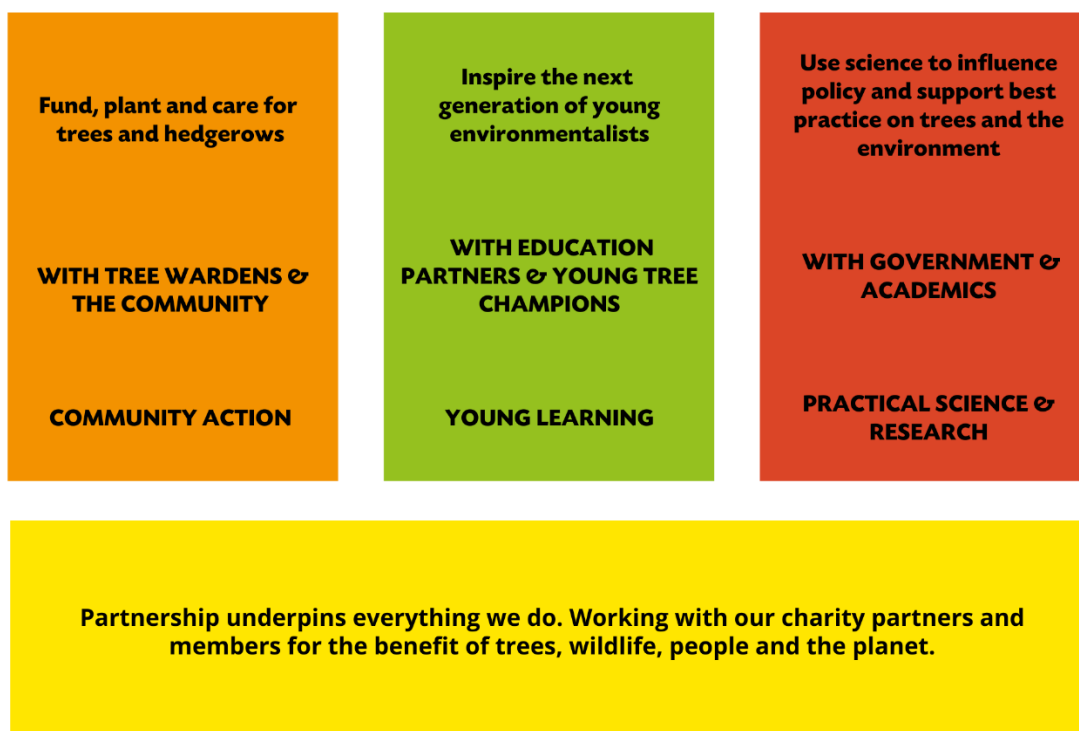 Fund, plant and care for
trees and hedgerows
WITH TREE WARDENS &
THE COMMUNITY
COMMUNITY ACTION
Inspire the next
generation of young
environmentalists
WITH EDUCATION
PARTNERS & YOUNG TREE
CHAMPIONS
YOUNG LEARNING
Use science to influence
policy and support best
practice on trees and the
environment
WITH GOVERNMENT &
ACADEMICS
PRACTICAL SCIENCE &
RESEARCH
Partnership underpins everything we do. Working with our charity partners and
members for the benefit of trees, wildlife, people and the planet.